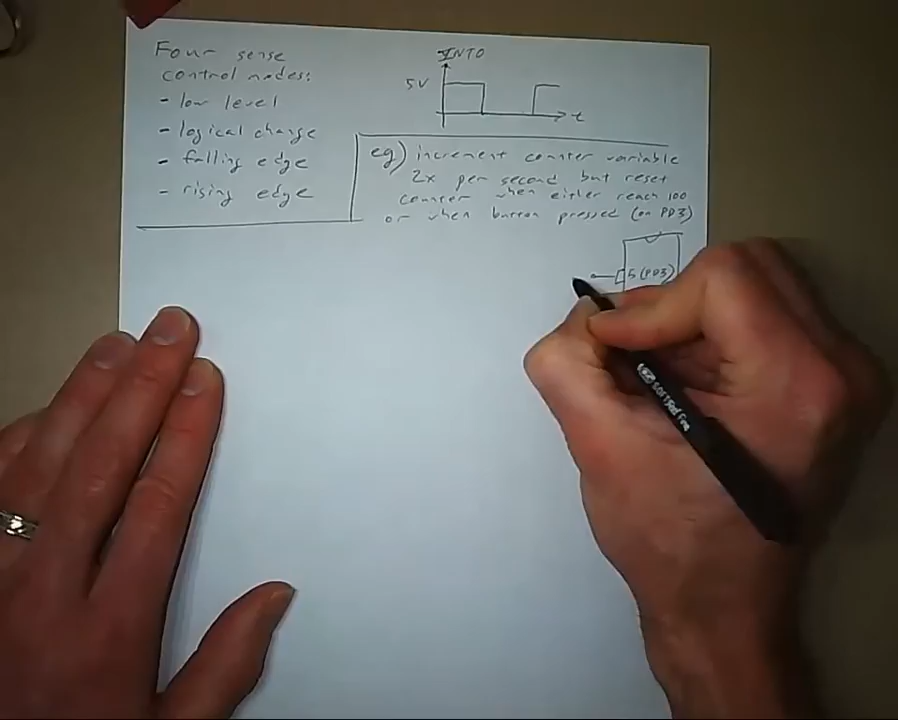 Four sense
control modes:
- low level
- logical change
- falling edge
- rising edge
INT0
5V
t
eg) increment counter variable
2x per second but reset
counter when either reach 100
or when button pressed (on PD3)
5 (PD3)